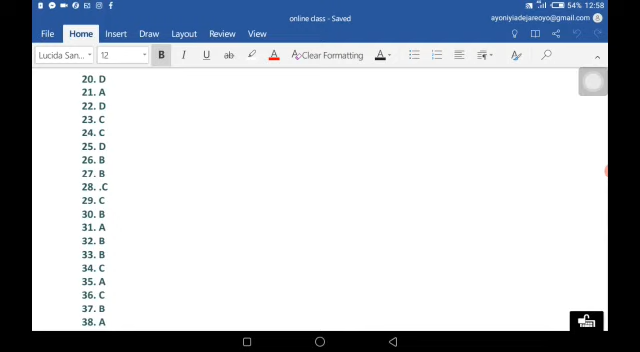 54% 12:58
online class - Saved
ayoniyiadejareoyo@gmail.com
File Home Insert Draw Layout Review View
Lucida San... 12 B I U ab A Clear Formatting A
20. D
21. A
22. D
23. C
24. C
25. D
26. B
27. B
28. .C
29. C
30. B
31. A
32. B
33. B
34. C
35. A
36. C
37. B
38. A